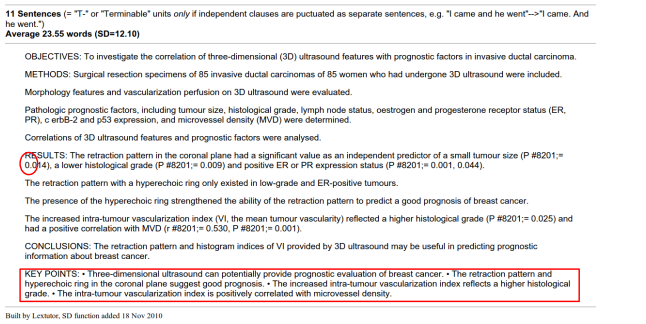 11 Sentences (= "T-" or "Terminable" units only if independent clauses are puctuated as separate sentences, e.g. "I came and he went"-->"I came. And
he went.")
Average 23.55 words (SD=12.10)
OBJECTIVES: To investigate the correlation of three-dimensional (3D) ultrasound features with prognostic factors in invasive ductal carcinoma.
METHODS: Surgical resection specimens of 85 invasive ductal carcinomas of 85 women who had undergone 3D ultrasound were included.
Morphology features and vascularization perfusion on 3D ultrasound were evaluated.
Pathologic prognostic factors, including tumour size, histological grade, lymph node status, oestrogen and progesterone receptor status (ER,
PR), c erbB-2 and p53 expression, and microvessel density (MVD) were determined.
Correlations of 3D ultrasound features and prognostic factors were analysed.
RESULTS: The retraction pattern in the coronal plane had a significant value as an independent predictor of a small tumour size (P #8201;=
0.014), a lower histological grade (P #8201;= 0.009) and positive ER or PR expression status (P #8201;= 0.001, 0.044).
The retraction pattern with a hyperechoic ring only existed in low-grade and ER-positive tumours.
The presence of the hyperechoic ring strengthened the ability of the retraction pattern to predict a good prognosis of breast cancer.
The increased intra-tumour vascularization index (VI, the mean tumour vascularity) reflected a higher histological grade (P #8201;= 0.025) and
had a positive correlation with MVD (r #8201;= 0.530, P #8201;= 0.001).
CONCLUSIONS: The retraction pattern and histogram indices of VI provided by 3D ultrasound may be useful in predicting prognostic
information about breast cancer.
KEY POINTS: • Three-dimensional ultrasound can potentially provide prognostic evaluation of breast cancer. • The retraction pattern and
hyperechoic ring in the coronal plane suggest good prognosis. • The increased intra-tumour vascularization index reflects a higher histological
grade. • The intra-tumour vascularization index is positively correlated with microvessel density.
Built by Lextutor, SD function added 18 Nov 2010